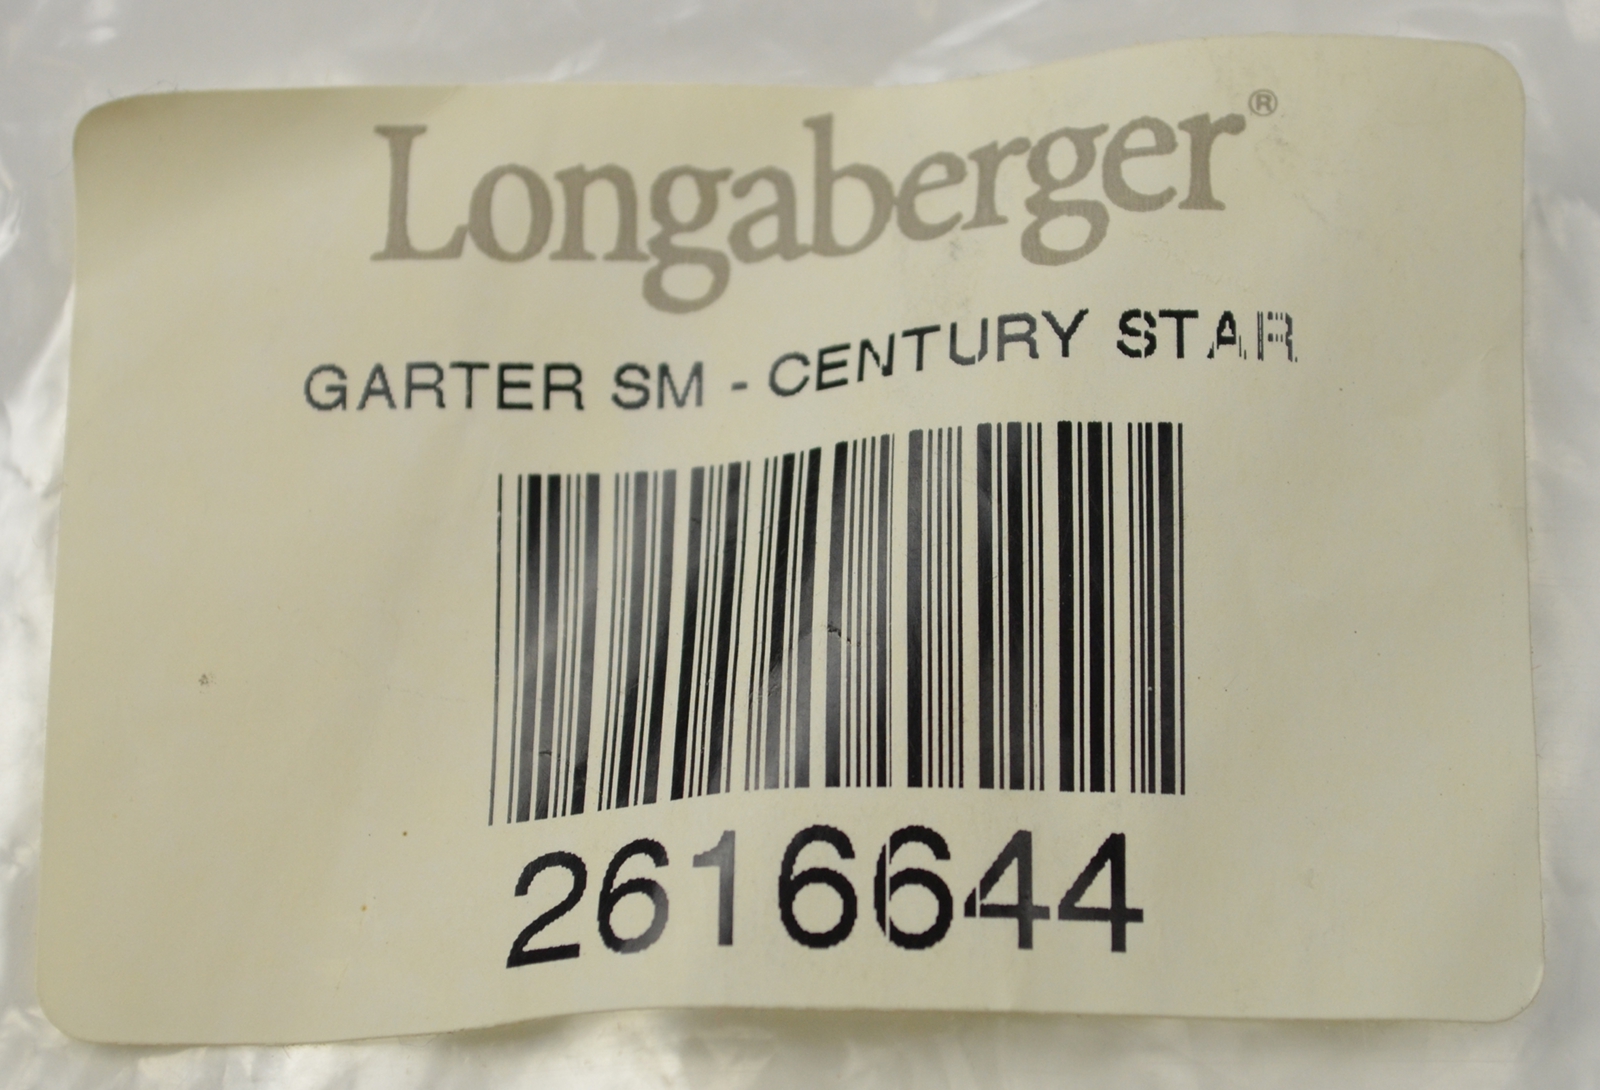 Longaberger®
GARTER SM - CENTURY STAR
2616644